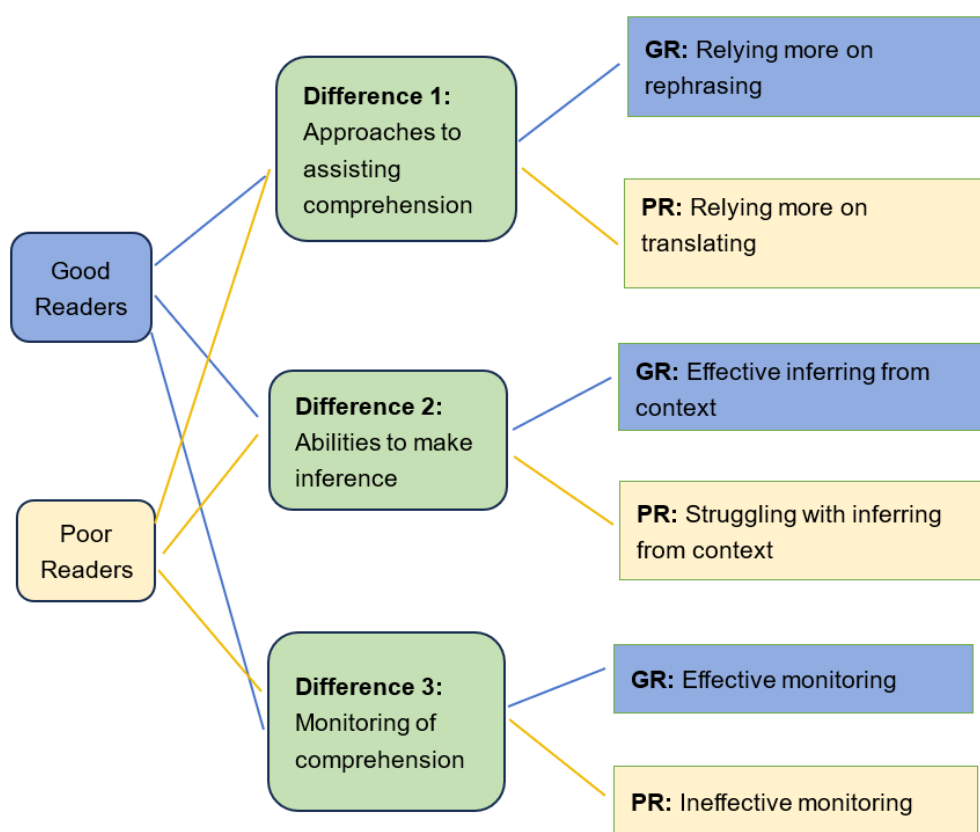 Good
Readers
Poor
Readers
Difference 1:
Approaches to
assisting
comprehension
GR: Relying more on
rephrasing
PR: Relying more on
translating
Difference 2:
Abilities to make
inference
GR: Effective inferring from
context
PR: Struggling with inferring
from context
Difference 3:
Monitoring of
comprehension
GR: Effective monitoring
PR: Ineffective monitoring